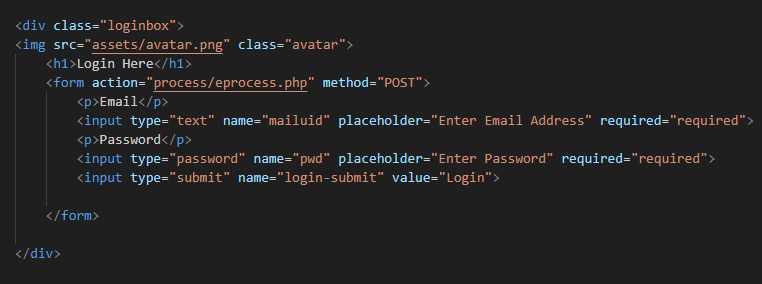 <div class="loginbox">
<img src="assets/avatar.png" class="avatar">
    <h1>Login Here</h1>
    <form action="process/eprocess.php" method="POST">
        <p>Email</p>
        <input type="text" name="mailuid" placeholder="Enter Email Address" required="required">
        <p>Password</p>
        <input type="password" name="pwd" placeholder="Enter Password" required="required">
        <input type="submit" name="login-submit" value="Login">
    </form>
</div>